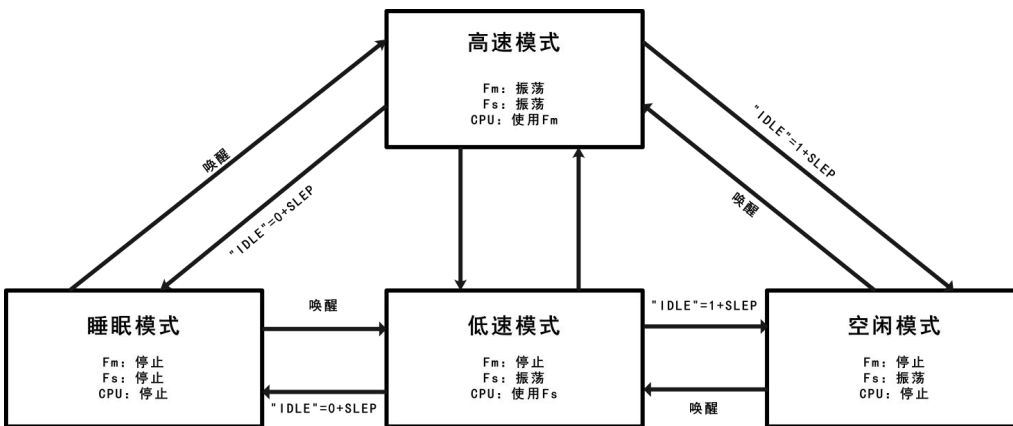 高速模式
Fm: 振荡
Fs: 振荡
CPU: 使用Fm
唤醒
"IDLE"=0+SLEP
"IDLE"=1+SLEP
唤醒
睡眠模式
Fm: 停止
Fs: 停止
CPU: 停止
唤醒
"IDLE"=0+SLEP
低速模式
Fm: 停止
Fs: 振荡
CPU: 使用Fs
"IDLE"=1+SLEP
唤醒
空闲模式
Fm: 停止
Fs: 振荡
CPU: 停止